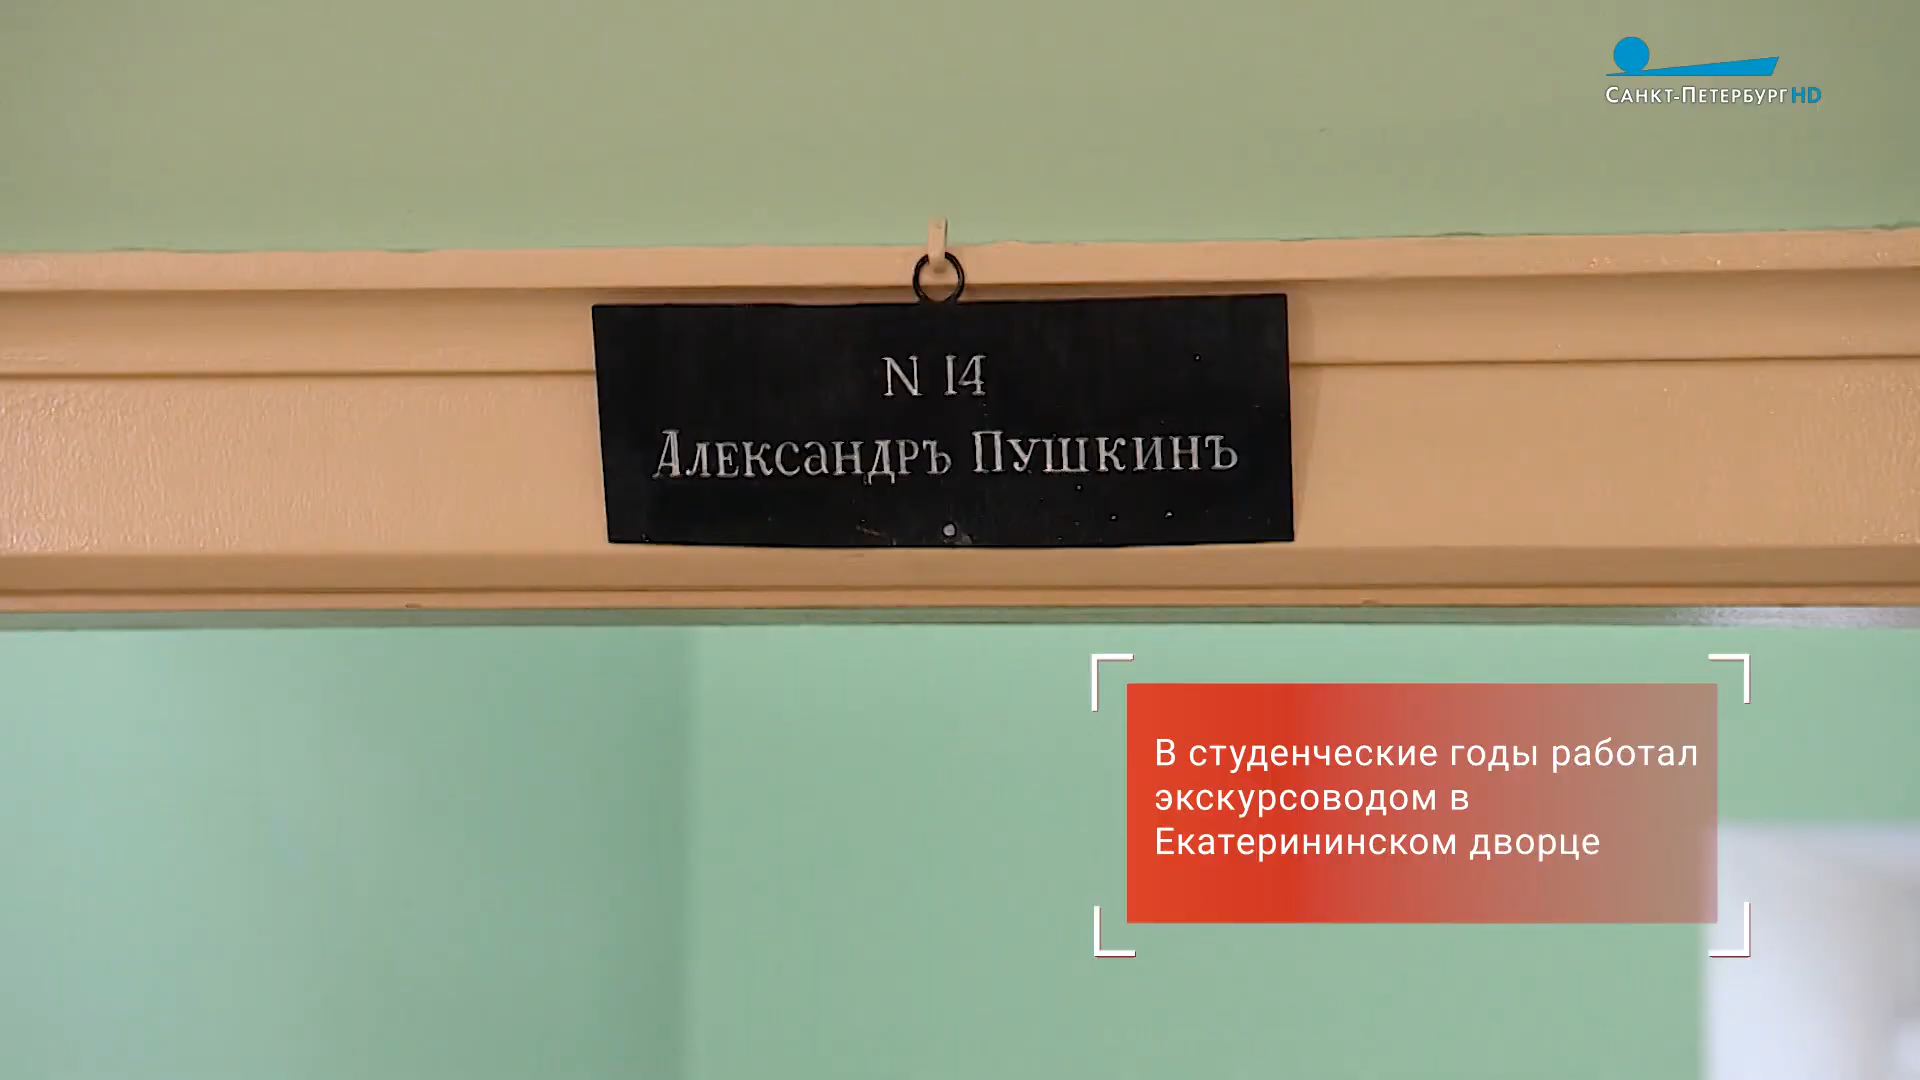 САНКТ-ПЕТЕРБУРГ HD
N 14
Александръ Пушкинъ
В студенческие годы работал
экскурсоводом в
Екатерининском дворце